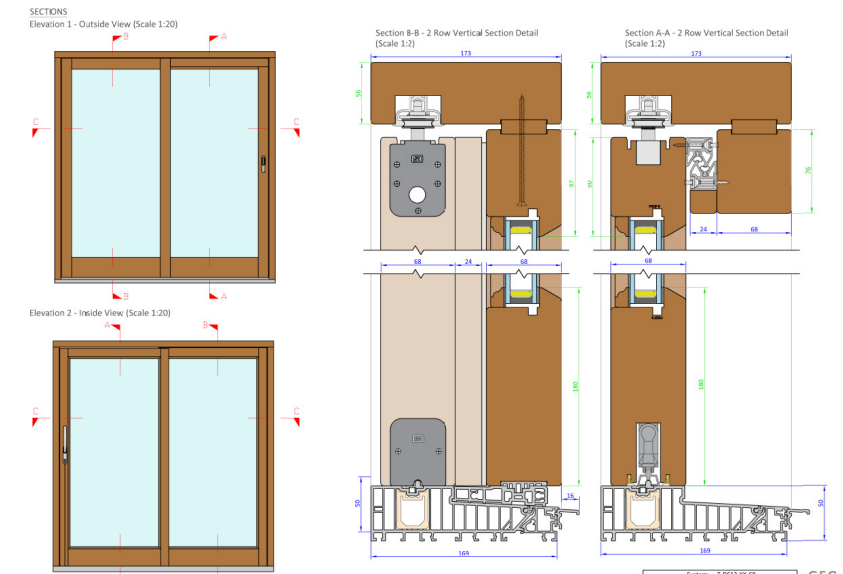 SECTIONS
Elevation 1 - Outside View (Scale 1:20)
B
A
C
C
B
A
Elevation 2 - Inside View (Scale 1:20)
A
B
C
C
A
B
Section B-B - 2 Row Vertical Section Detail
(Scale 1:2)
173
56
97
68
24
68
180
50
16
169
Section A-A - 2 Row Vertical Section Detail
(Scale 1:2)
173
56
90
76
24
68
68
180
50
169